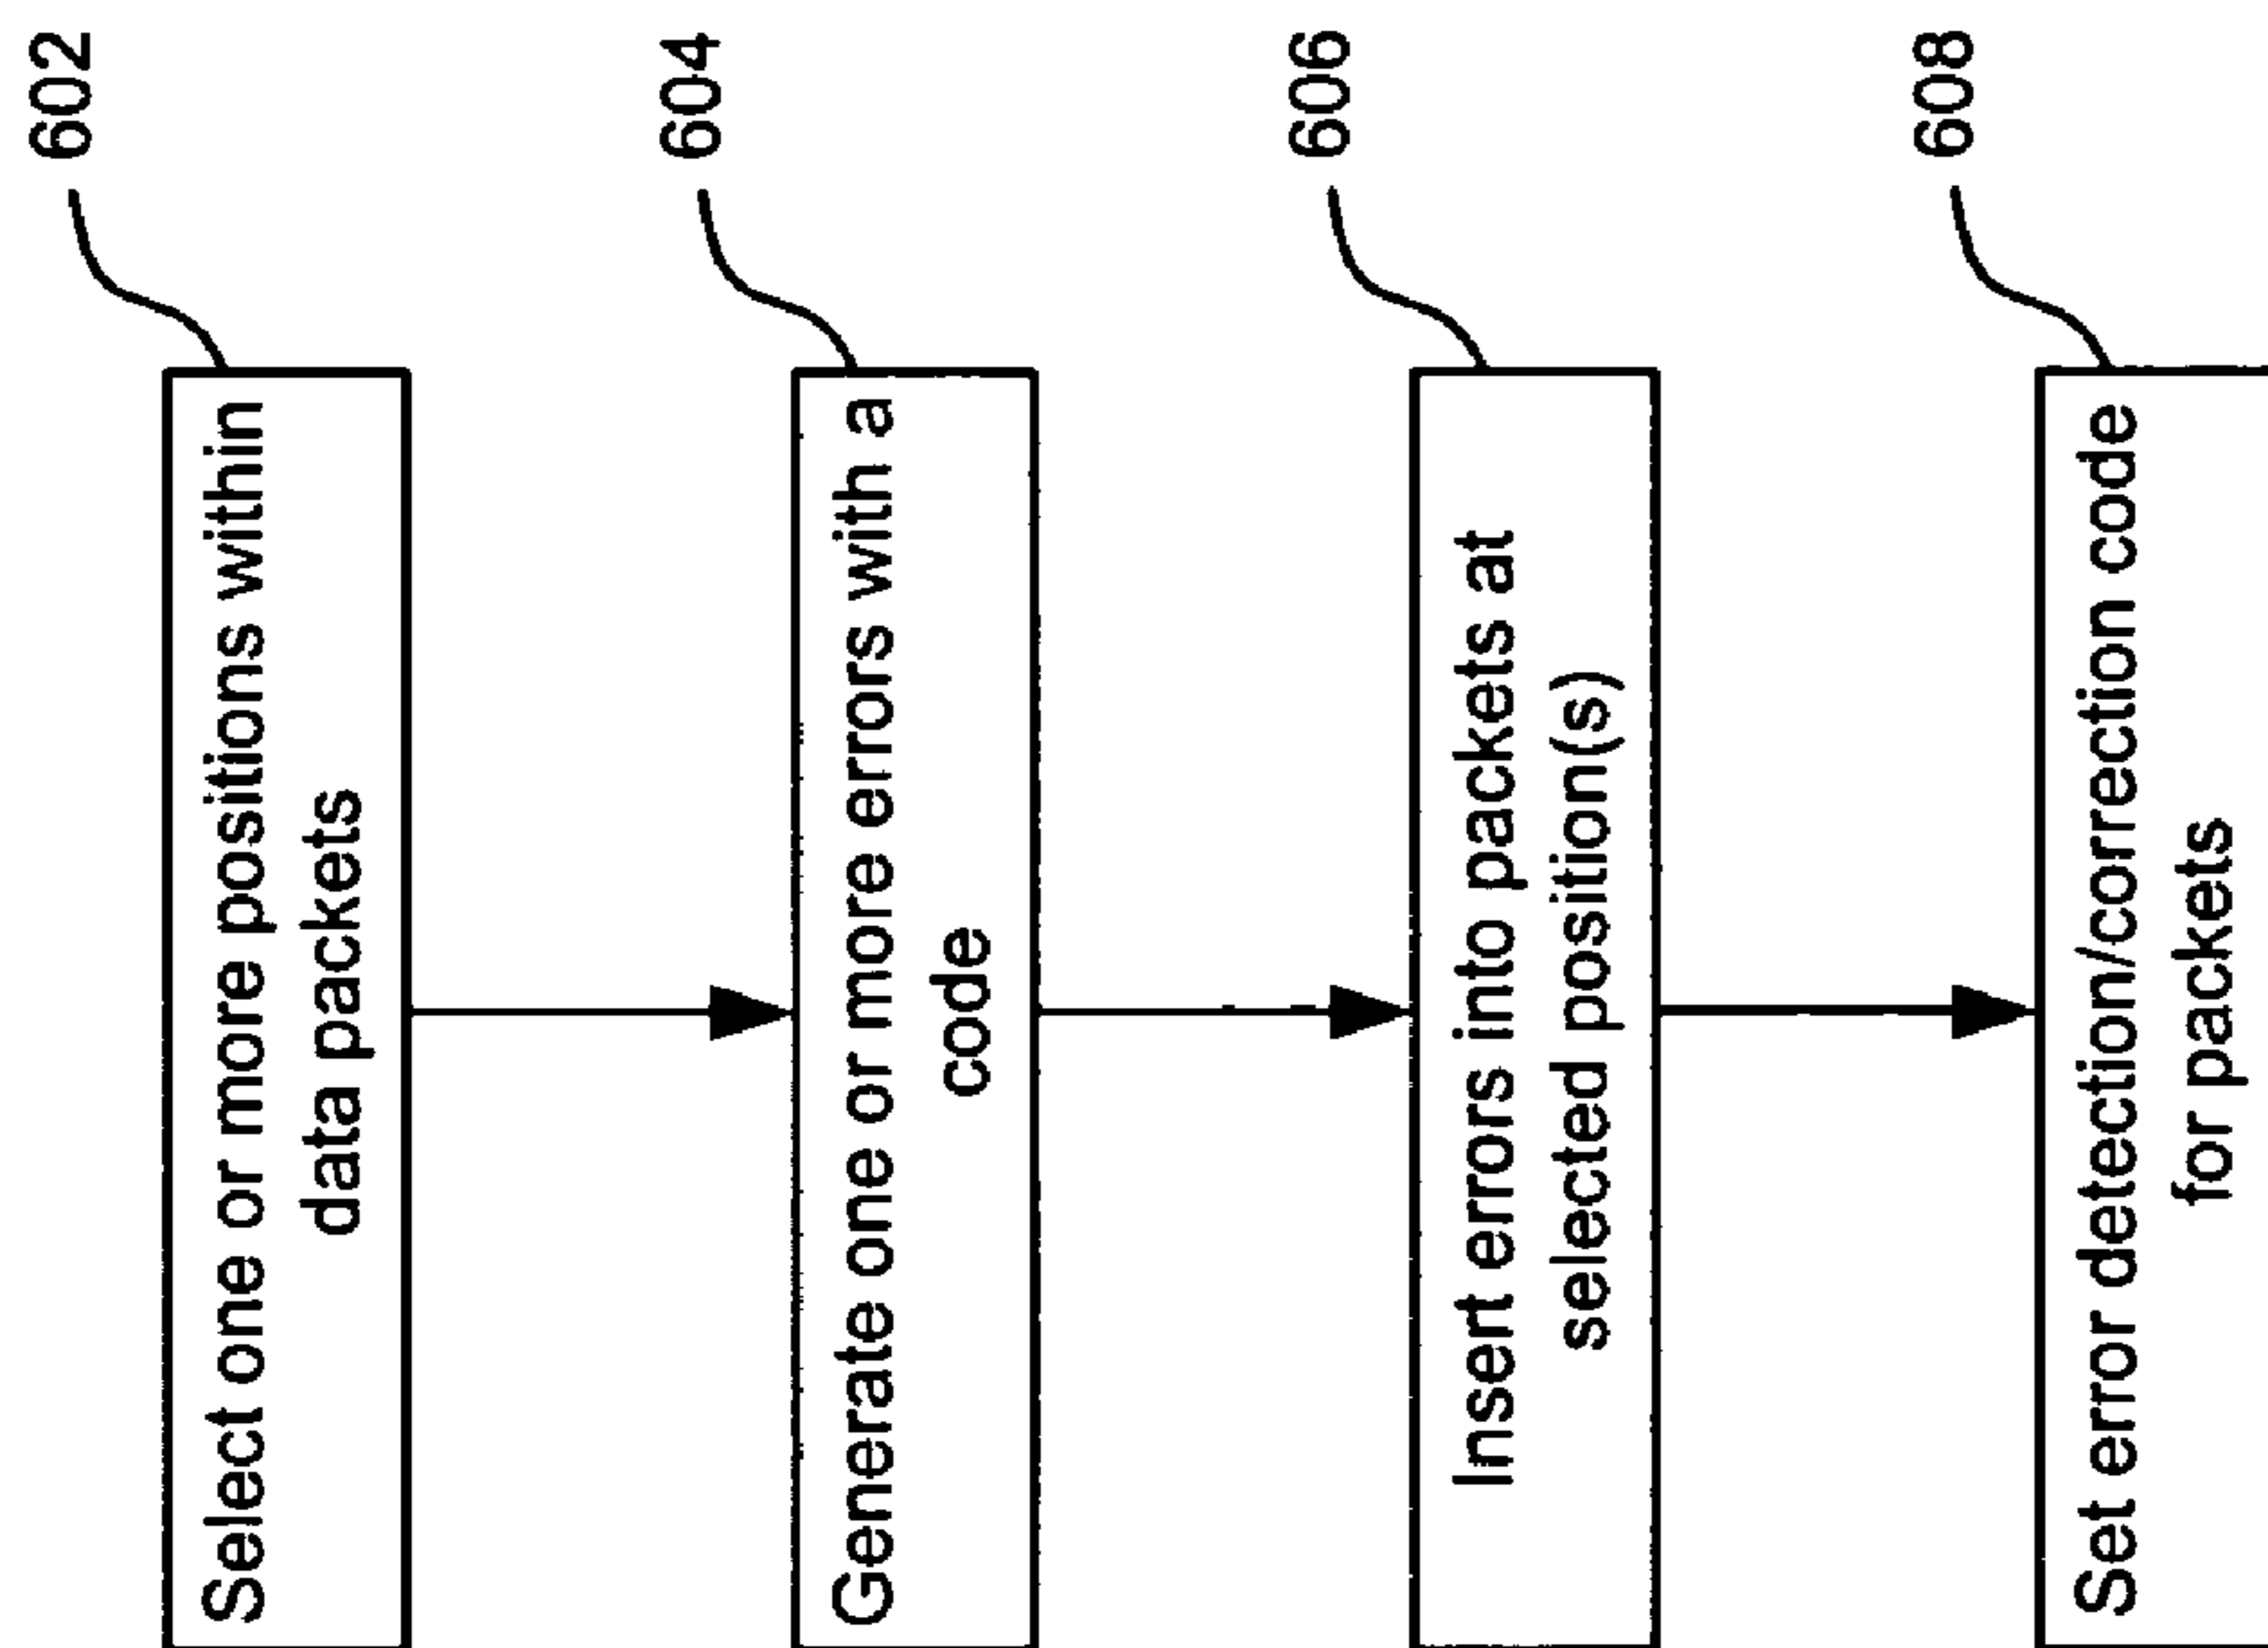 602
Select one or more positions within
data packets
604
Generate one or more errors with a
code
606
Insert errors into packets at
selected position(s)
608
Set error detection/correction code
for packets